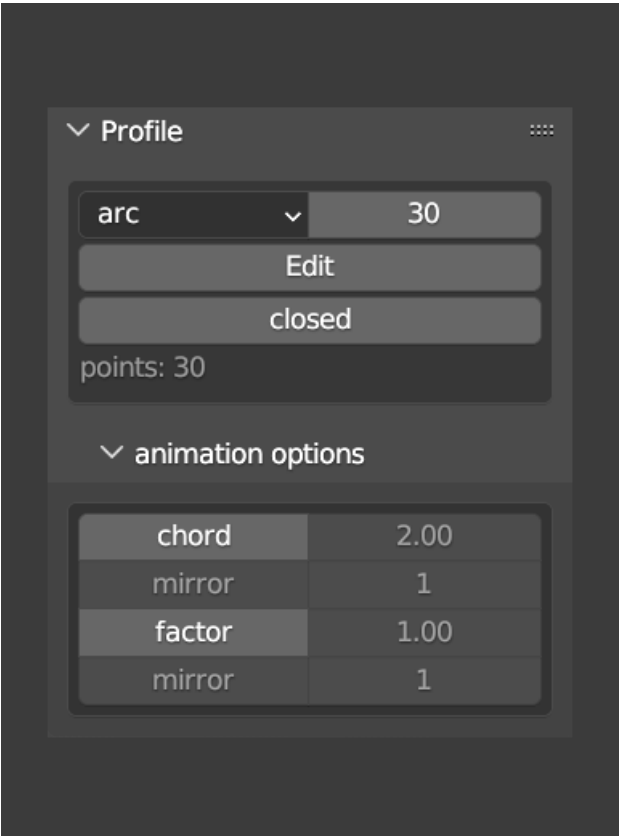 Profile
arc 30
Edit
closed
points: 30
animation options
chord 2.00
mirror 1
factor 1.00
mirror 1